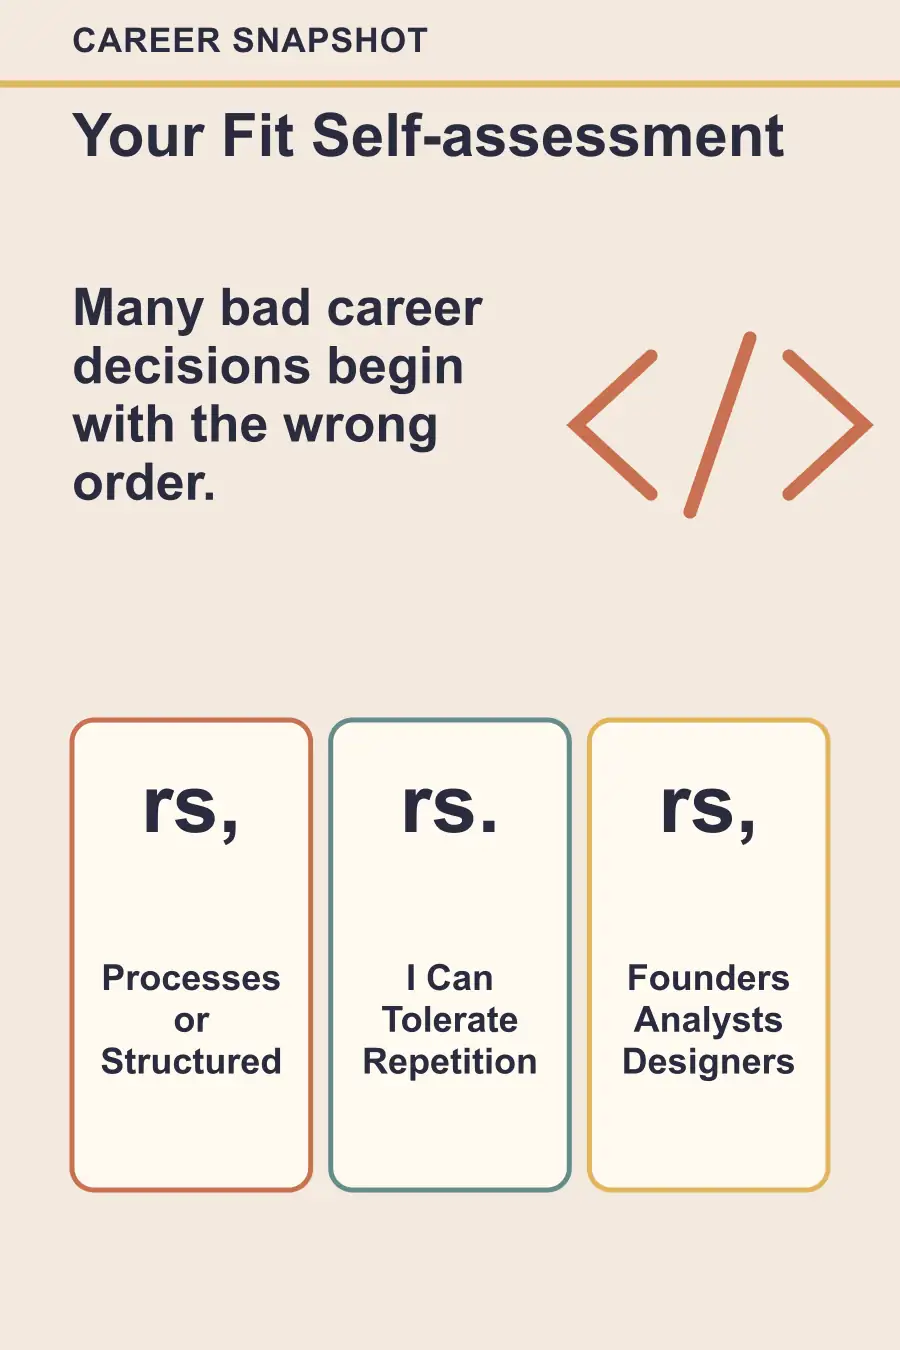 CAREER SNAPSHOT
Your Fit Self-assessment
Many bad career
decisions begin
with the wrong
order.
</>
rs,
Processes
or
Structured
rs.
I Can
Tolerate
Repetition
rs,
Founders
Analysts
Designers